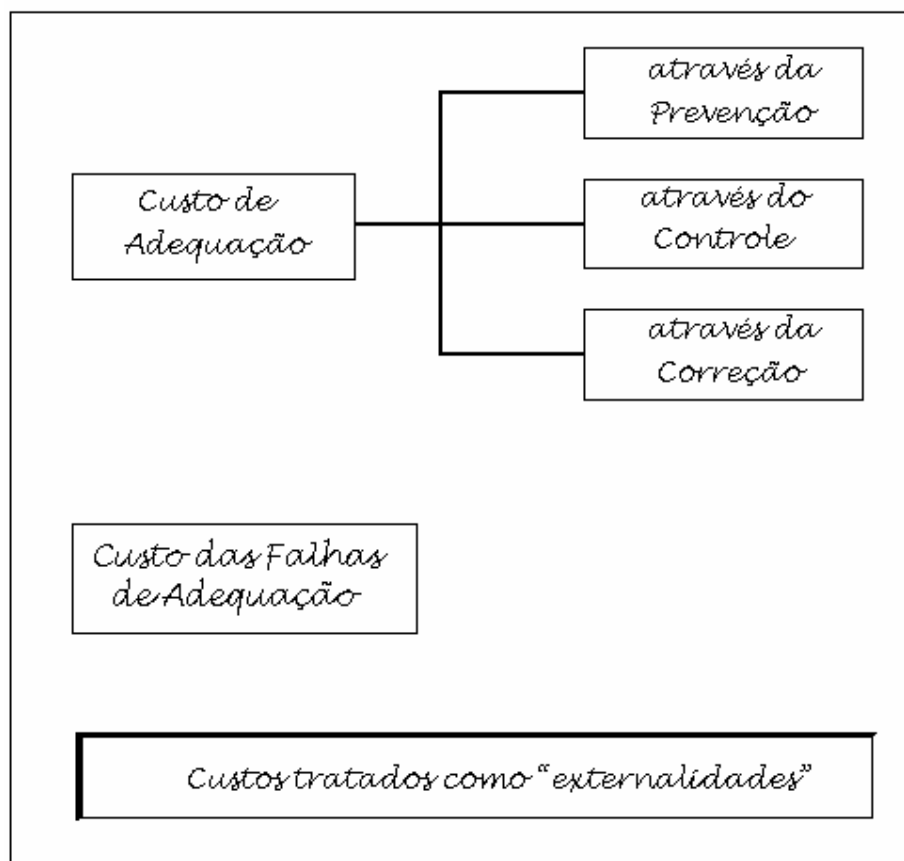 através da
Prevenção
Custo de
Adequação
através do
Controle
através da
Correção
Custo das Falhas
de Adequação
Custos tratados como “externalidades”